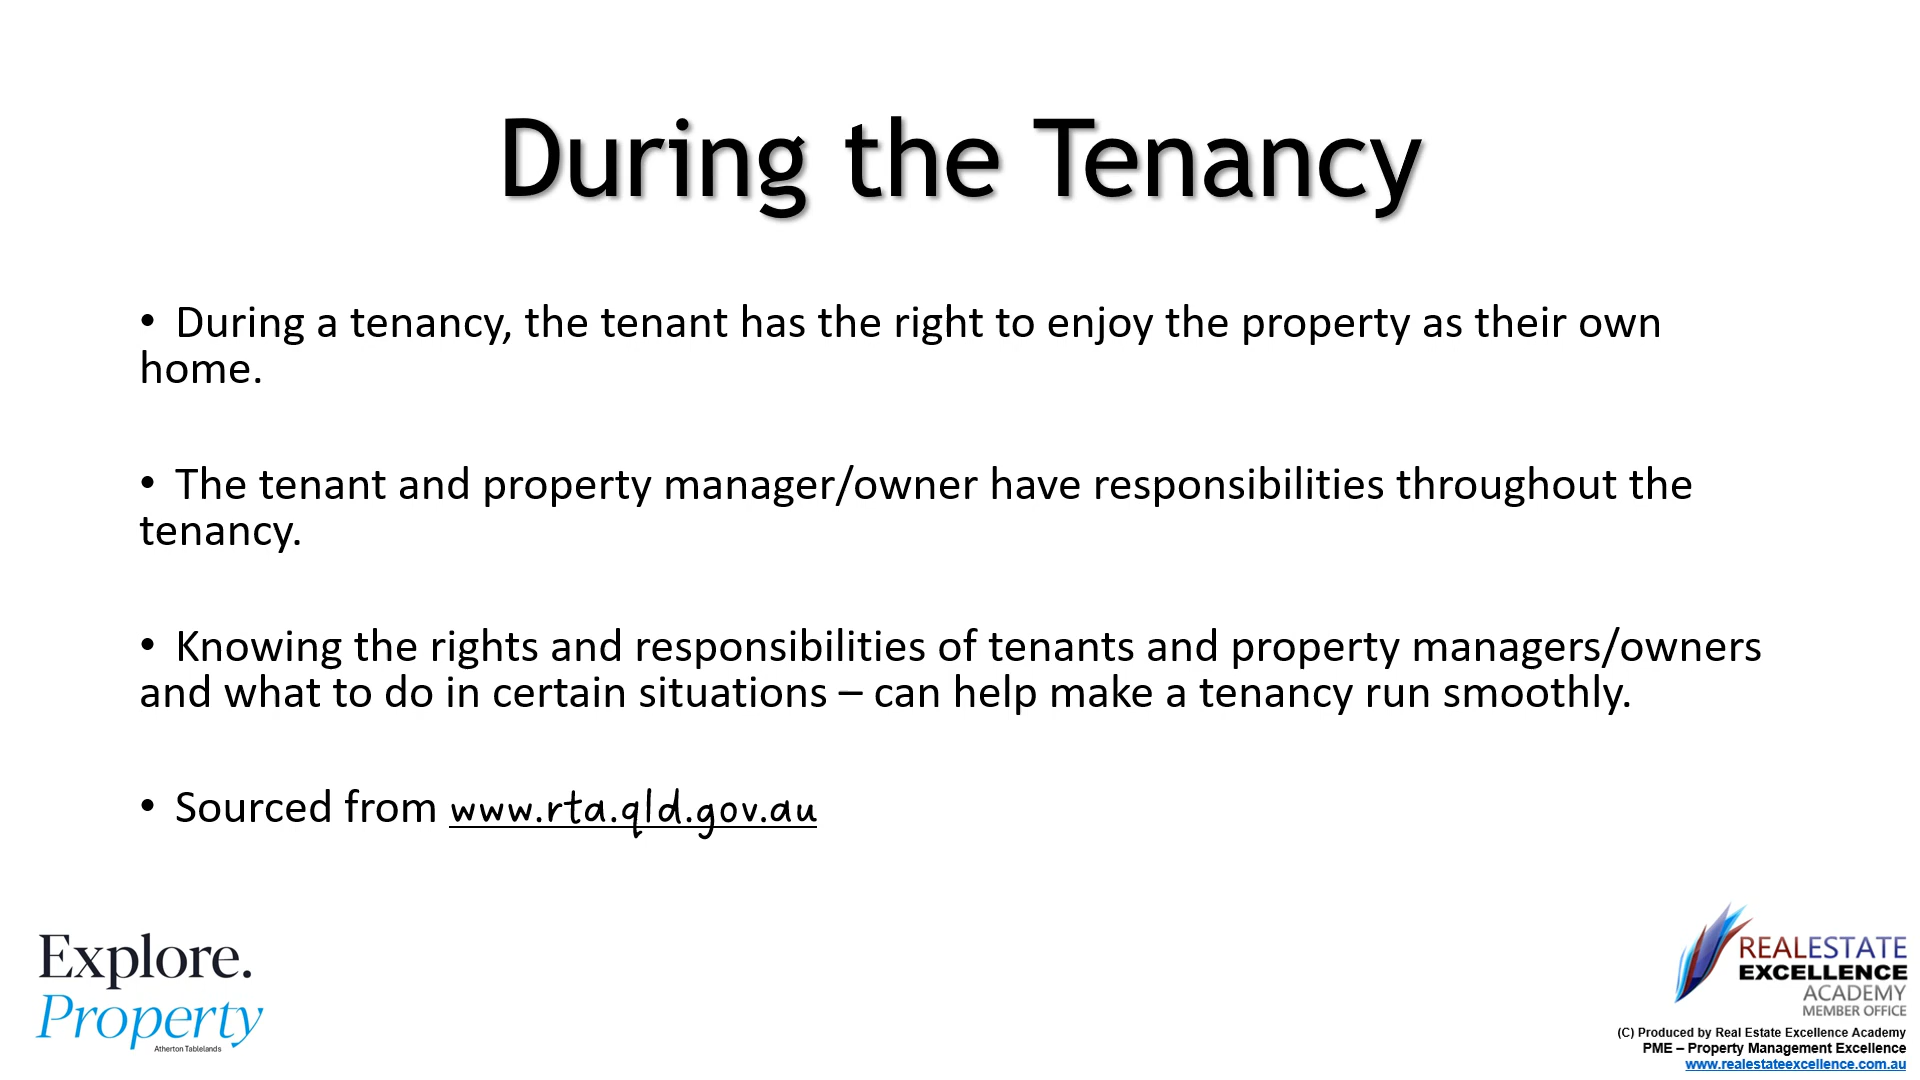 During the Tenancy
• During a tenancy, the tenant has the right to enjoy the property as their own
home.
• The tenant and property manager/owner have responsibilities throughout the
tenancy.
• Knowing the rights and responsibilities of tenants and property managers/owners
and what to do in certain situations – can help make a tenancy run smoothly.
• Sourced from www.rta.qld.gov.au
Explore.
Property
Atherton Tablelands
REALESTATE
EXCELLENCE
ACADEMY
MEMBER OFFICE
(C) Produced by Real Estate Excellence Academy
PME – Property Management Excellence
www.realestateexcellence.com.au